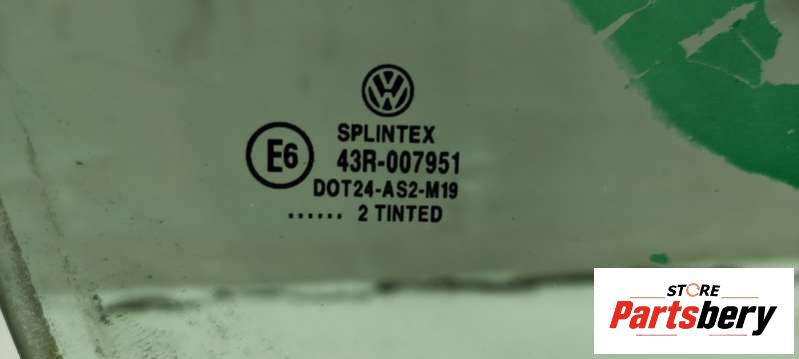 SPLINTEX
E6
43R-007951
DOT24-AS2-M19
...... 2 TINTED
STORE
Partsbery